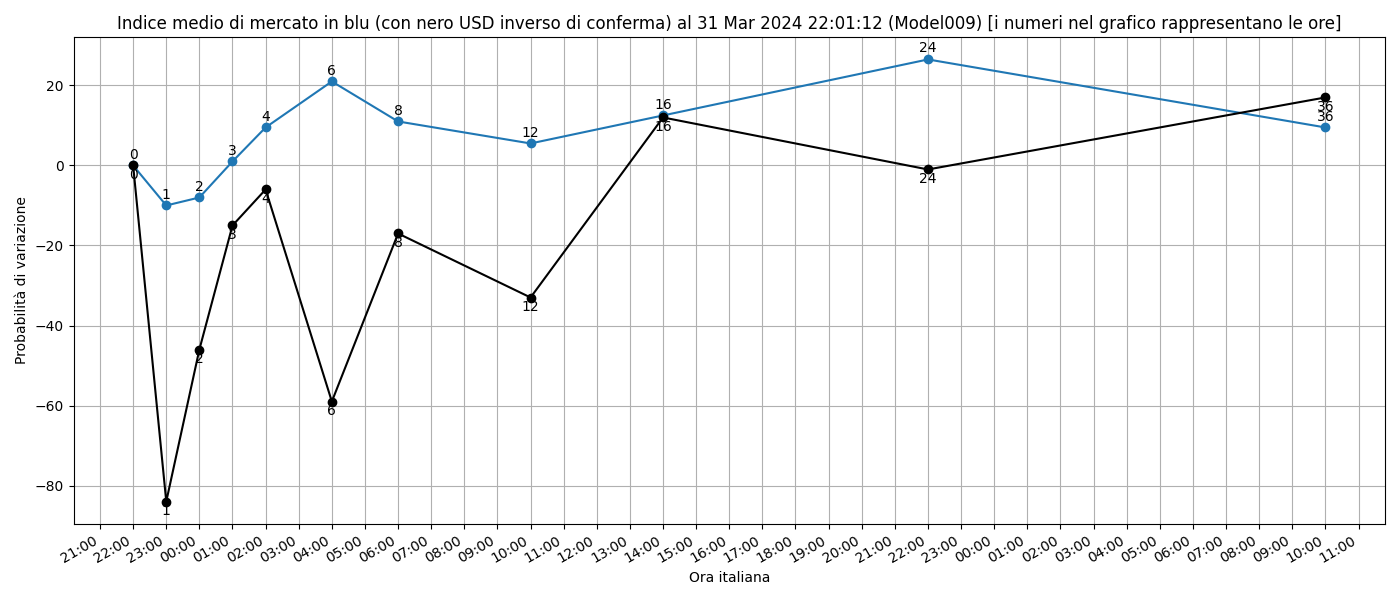 Indice medio di mercato in blu (con nero USD inverso di conferma) al 31 Mar 2024 22:01:12 (Model009) [i numeri nel grafico rappresentano le ore]
Probabilità di variazione
20
0
−20
−40
−60
−80
0 1 2 3 4 6 8 12 16 24 36
0 1 2 3 4 6 8 12 16 24 36
21:00 22:00 23:00 00:00 01:00 02:00 03:00 04:00 05:00 06:00 07:00 08:00 09:00 10:00 11:00 12:00 13:00 14:00 15:00 16:00 17:00 18:00 19:00 20:00 21:00 22:00 23:00 00:00 01:00 02:00 03:00 04:00 05:00 06:00 07:00 08:00 09:00 10:00 11:00
Ora italiana